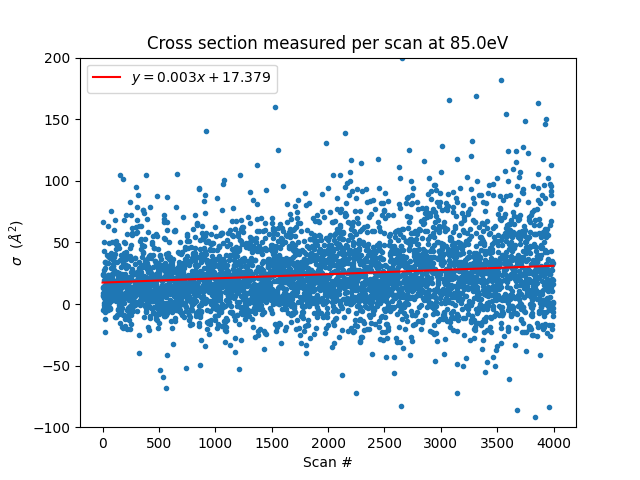 Cross section measured per scan at 85.0eV
y = 0.003x + 17.379
200
150
100
50
0
−50
−100
σ (Å²)
0 500 1000 1500 2000 2500 3000 3500 4000
Scan #